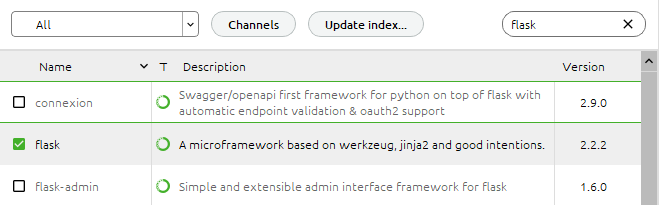 All
Channels
Update index...
flask
Name
T
Description
Version
connexion
Swagger/openapi first framework for python on top of flask with
automatic endpoint validation & oauth2 support
2.9.0
flask
A microframework based on werkzeug, jinja2 and good intentions.
2.2.2
flask-admin
Simple and extensible admin interface framework for flask
1.6.0